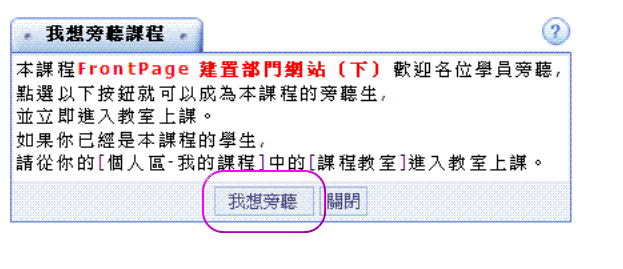 我想旁聽課程
?
本課程FrontPage 建置部門網站（下）歡迎各位學員旁聽,
點選以下按鈕就可以成為本課程的旁聽生,
並立即進入教室上課。
如果你已經是本課程的學生,
請從你的[個人區-我的課程]中的[課程教室]進入教室上課。
我想旁聽 關閉